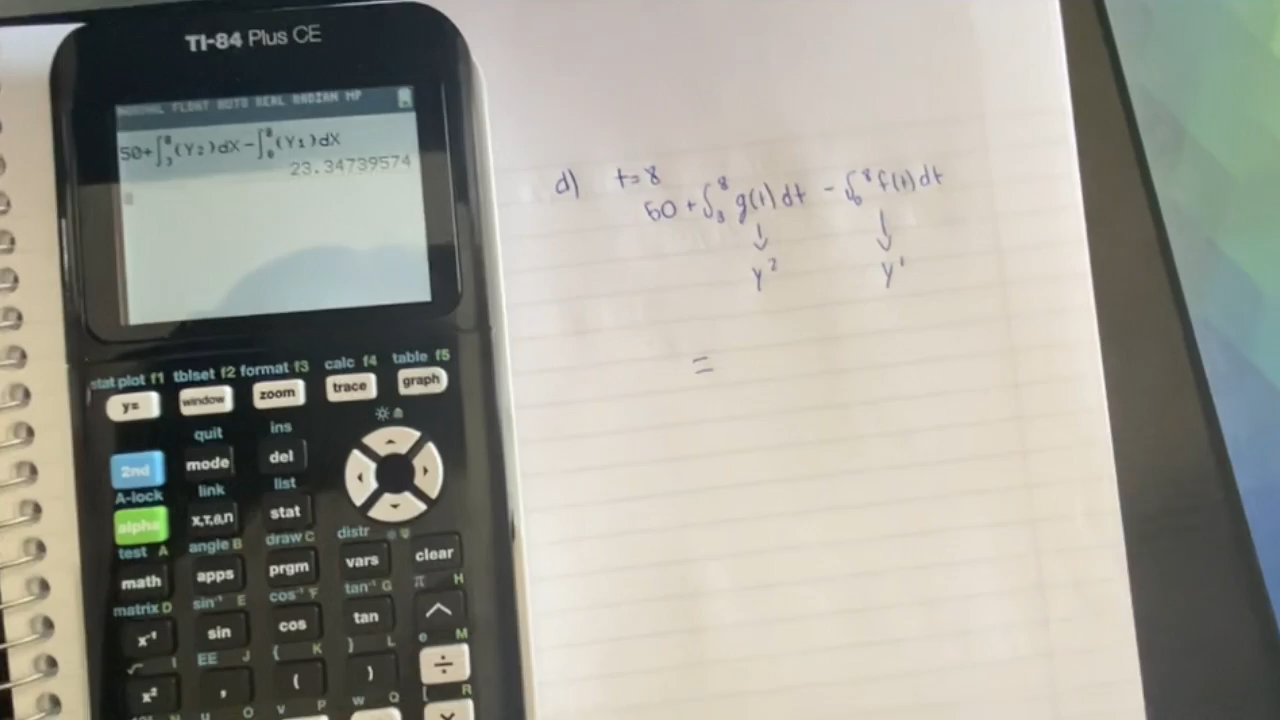 TI-84 Plus CE
NORMAL FLOAT AUTO REAL RADIAN MP
50+∫₃⁸(Y₂)dX-∫₀⁸(Y₁)dX
23.34739574
stat plot f1 tblset f2 format f3 calc f4 table f5
y= window zoom trace graph
quit ins
2nd mode del
A-lock link list
alpha X,T,θ,n stat
test A angle B draw C distr
math apps prgm vars clear
matrix D sin⁻¹ E cos⁻¹ F tan⁻¹ G π H
x⁻¹ sin cos tan ^
√ I EE J { K } L e M
x² , ( ) ÷
O P Q [ R
d) t=8
50 + ∫₃⁸ g(t) dt - ∫₀⁸ f(t) dt
↓ ↓
y² y¹
=